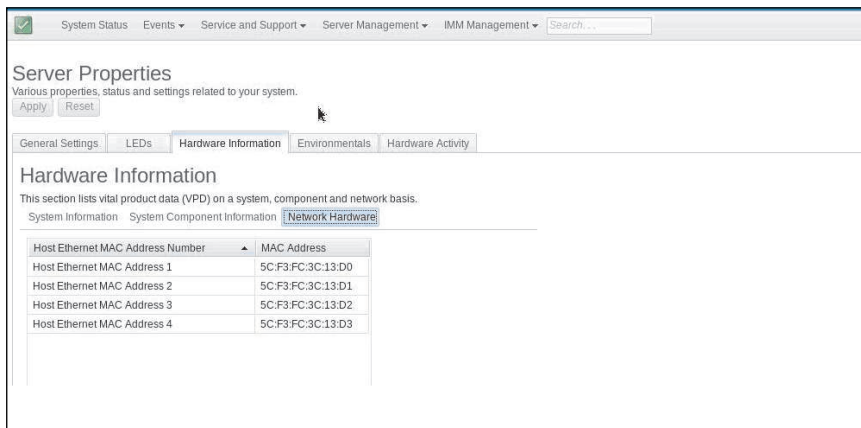 System Status Events Service and Support Server Management IMM Management Search...
Server Properties
Various properties, status and settings related to your system.
Apply Reset
General Settings LEDs Hardware Information Environmentals Hardware Activity
Hardware Information
This section lists vital product data (VPD) on a system, component and network basis.
System Information System Component Information Network Hardware
Host Ethernet MAC Address Number MAC Address
Host Ethernet MAC Address 1 5C:F3:FC:3C:13:D0
Host Ethernet MAC Address 2 5C:F3:FC:3C:13:D1
Host Ethernet MAC Address 3 5C:F3:FC:3C:13:D2
Host Ethernet MAC Address 4 5C:F3:FC:3C:13:D3